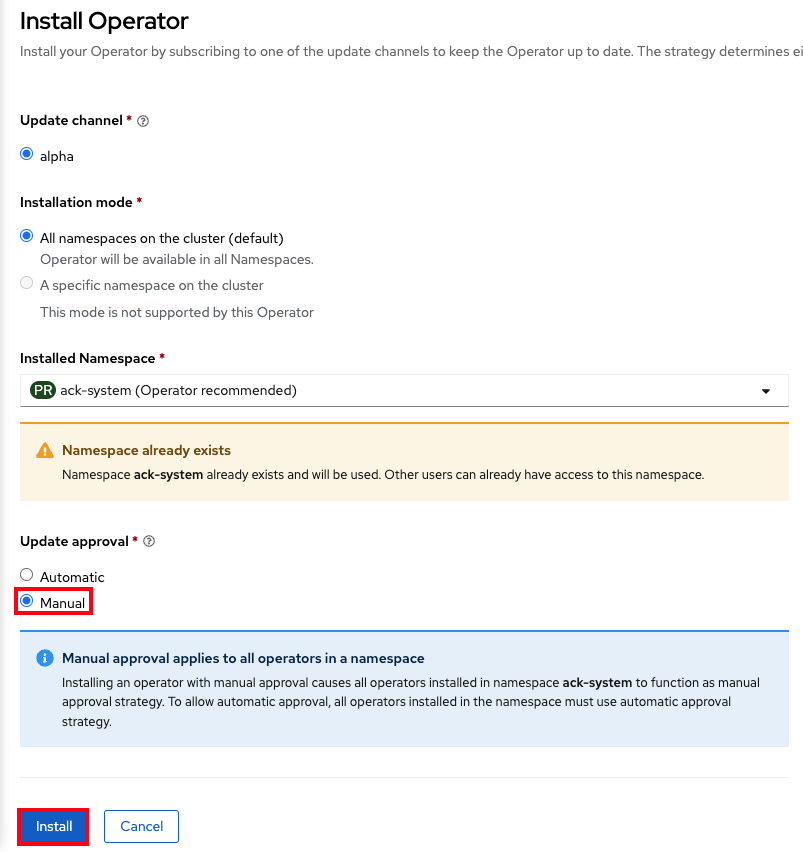 Install Operator
Install your Operator by subscribing to one of the update channels to keep the Operator up to date. The strategy determines ei
Update channel *
alpha
Installation mode *
All namespaces on the cluster (default)
Operator will be available in all Namespaces.
A specific namespace on the cluster
This mode is not supported by this Operator
Installed Namespace *
PR ack-system (Operator recommended)
Namespace already exists
Namespace ack-system already exists and will be used. Other users can already have access to this namespace.
Update approval *
Automatic
Manual
Manual approval applies to all operators in a namespace
Installing an operator with manual approval causes all operators installed in namespace ack-system to function as manual
approval strategy. To allow automatic approval, all operators installed in the namespace must use automatic approval
strategy.
Install Cancel